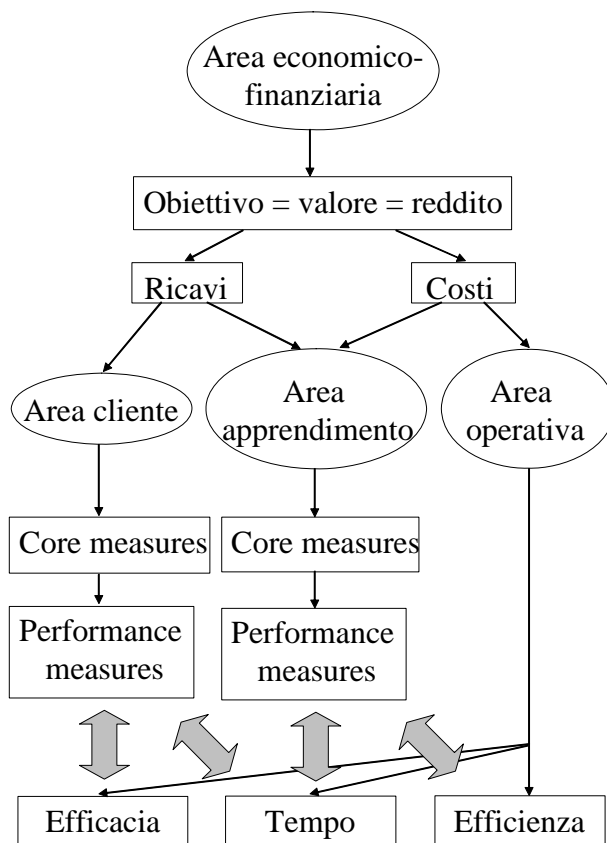 Area economico-
finanziaria
Obiettivo = valore = reddito
Ricavi
Costi
Area cliente
Area
apprendimento
Area
operativa
Core measures
Core measures
Performance
measures
Performance
measures
Efficacia
Tempo
Efficienza